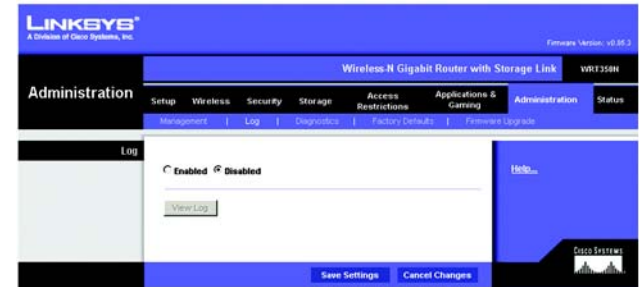 LINKSYS®
A Division of Cisco Systems, Inc.
Firmware Version: v0.95.3
Wireless-N Gigabit Router with Storage Link WRT350N
Administration
Setup Wireless Security Storage Access Restrictions Applications & Gaming Administration Status
Management | Log | Diagnostics | Factory Defaults | Firmware Upgrade
Log
Enabled Disabled
Help...
View Log
CISCO SYSTEMS
Save Settings Cancel Changes